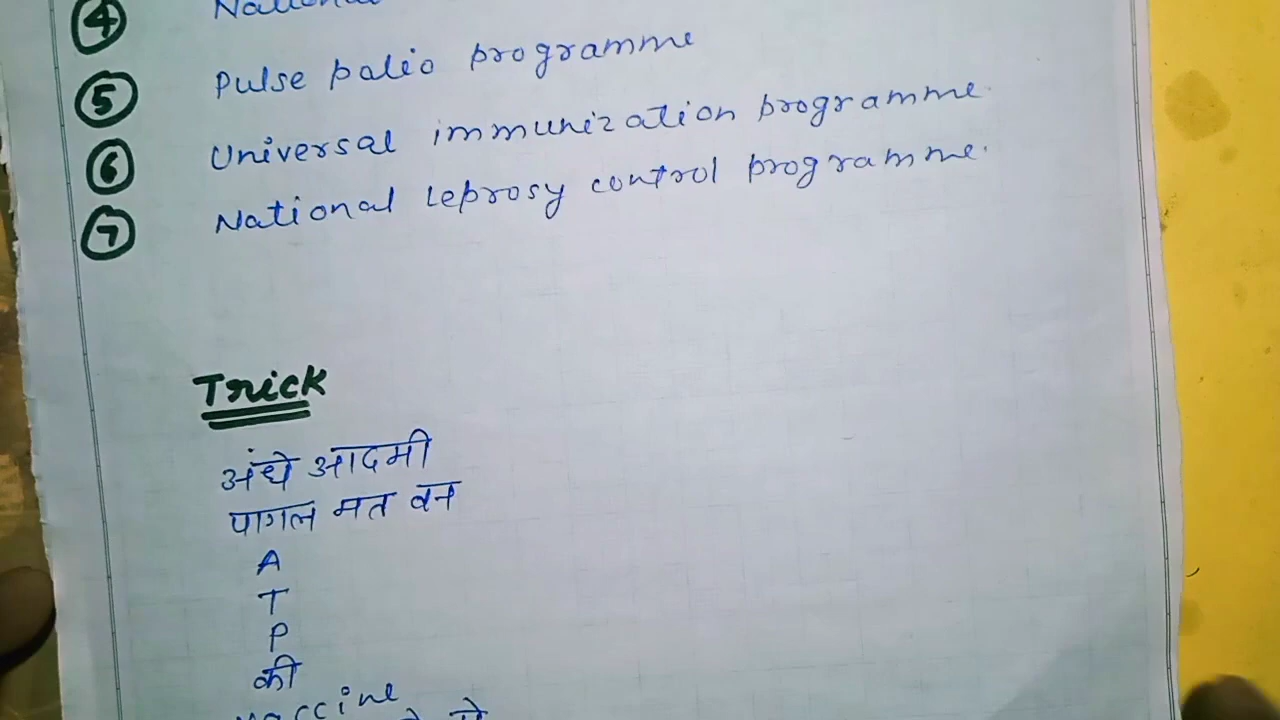 ④ National
⑤ Pulse palio programme
⑥ Universal immunization programme.
⑦ National Leprosy control programme.
Trick
अंधे आदमी
पागल मत बन
A
T
P
की
vaccine